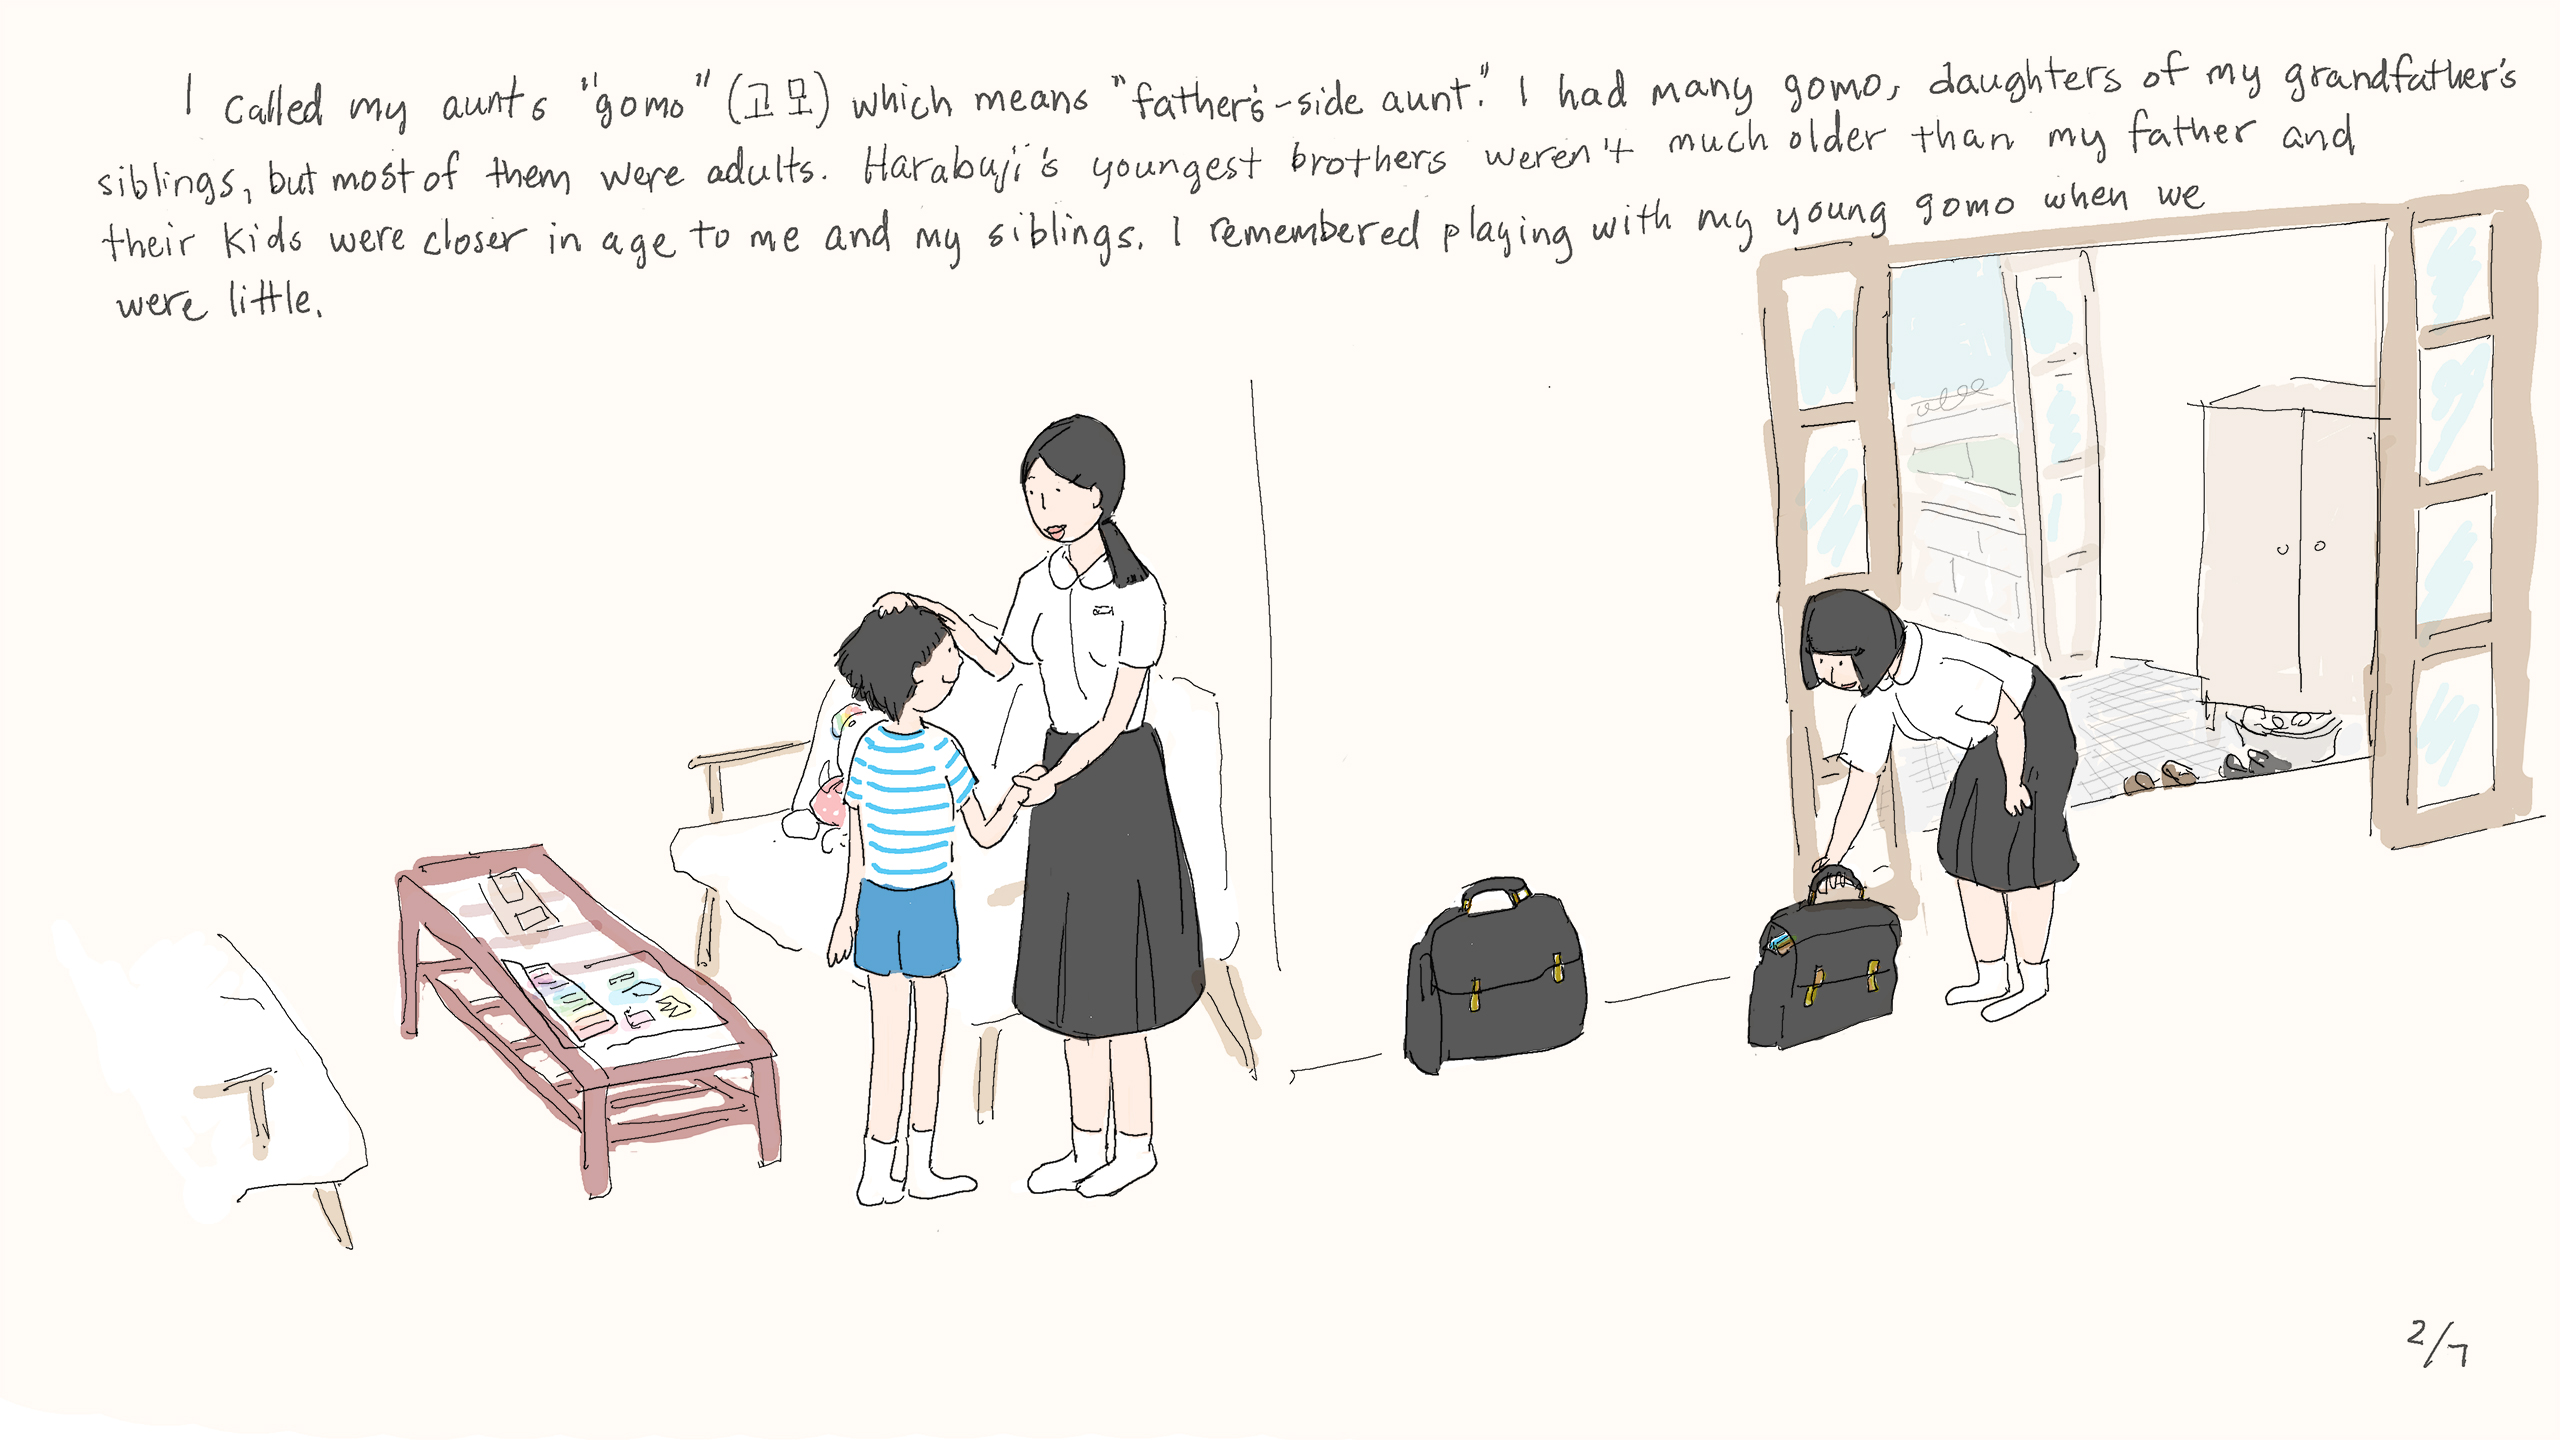 I called my aunts "gomo" (고모) which means "father's-side aunt." I had many gomo, daughters of my grandfather's
siblings, but most of them were adults. Harabuji's youngest brothers weren't much older than my father and
their kids were closer in age to me and my siblings. I remembered playing with my young gomo when we
were little.
2/7